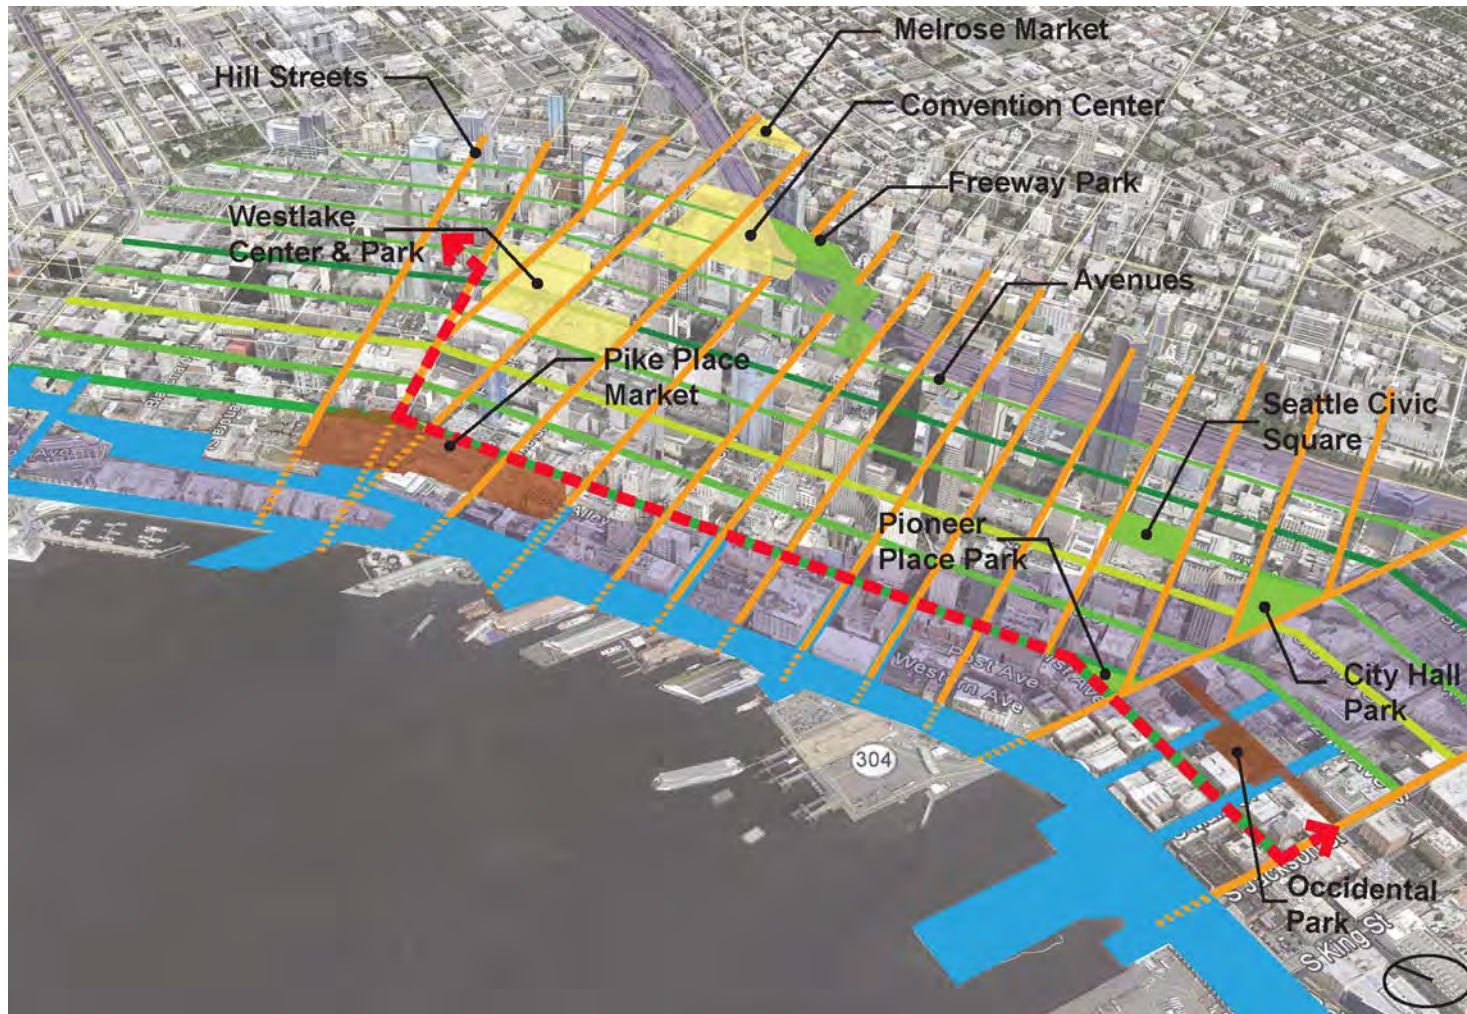 Melrose Market
Hill Streets
Convention Center
Freeway Park
Westlake
Center & Park
Avenues
Pike Place
Market
Seattle Civic
Square
Pioneer
Place Park
Post Ave
1st Ave
Western Ave
City Hall
Park
304
S Jackson St
Occidental
Park
S King St